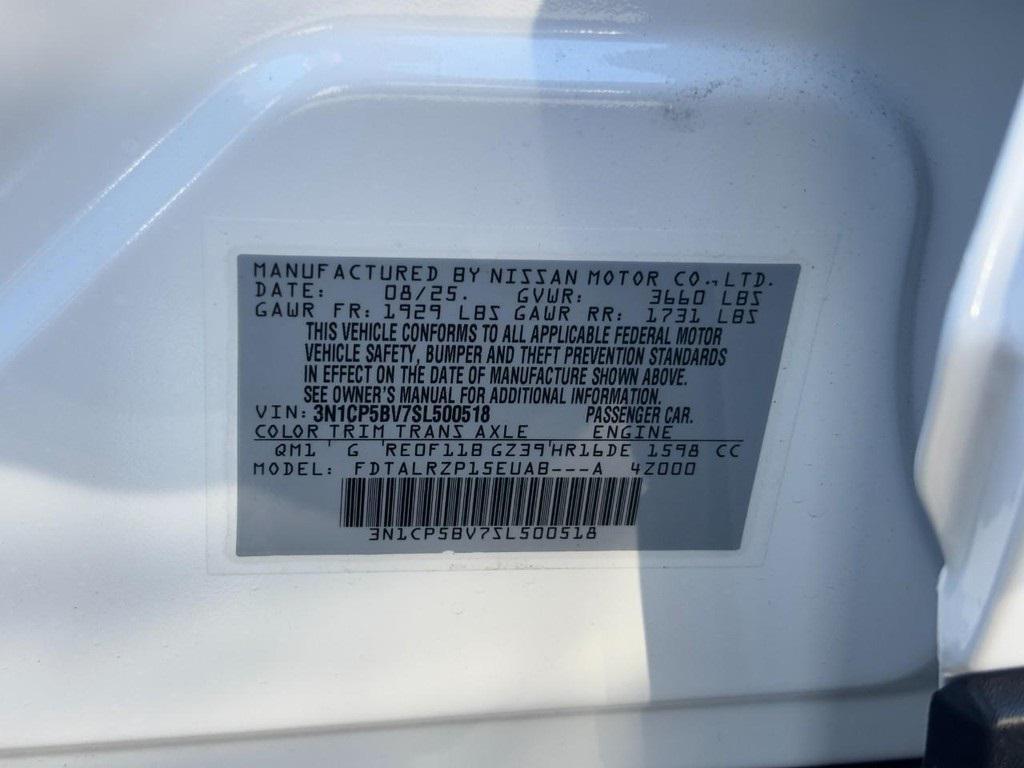 MANUFACTURED BY NISSAN MOTOR CO., LTD.
DATE: 08/25. GVWR: 3660 LBS
GAWR FR: 1929 LBS GAWR RR: 1731 LBS
THIS VEHICLE CONFORMS TO ALL APPLICABLE FEDERAL MOTOR
VEHICLE SAFETY, BUMPER AND THEFT PREVENTION STANDARDS
IN EFFECT ON THE DATE OF MANUFACTURE SHOWN ABOVE.
SEE OWNER'S MANUAL FOR ADDITIONAL INFORMATION.
VIN: 3N1CP5BV7SL500518 PASSENGER CAR.
COLOR TRIM TRANS AXLE ENGINE
QM1 ' G 'RE0F11B GZ39'HR16DE 1598 CC
MODEL: FDTALRZP15EUAB---A 4Z000
3N1CP5BV7SL500518